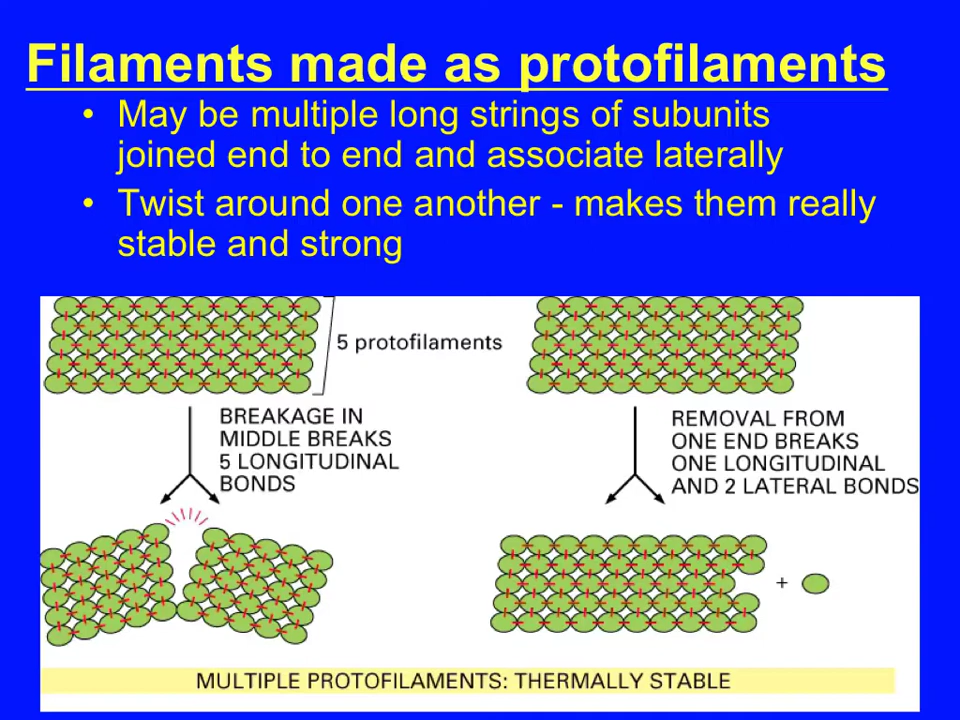 Filaments made as protofilaments
• May be multiple long strings of subunits
joined end to end and associate laterally
• Twist around one another - makes them really
stable and strong
5 protofilaments
BREAKAGE IN
MIDDLE BREAKS
5 LONGITUDINAL
BONDS
REMOVAL FROM
ONE END BREAKS
ONE LONGITUDINAL
AND 2 LATERAL BONDS
+
MULTIPLE PROTOFILAMENTS: THERMALLY STABLE